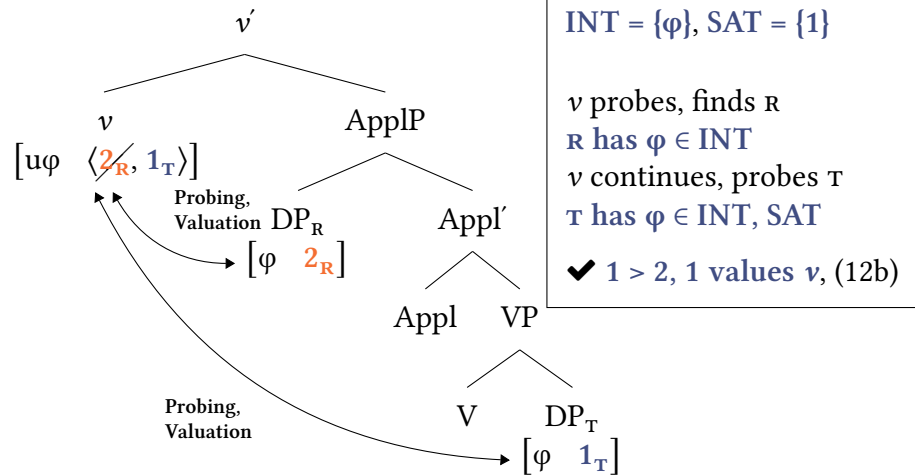 INT = {φ}, SAT = {1}
v probes, finds R
R has φ ∈ INT
v continues, probes T
T has φ ∈ INT, SAT
✔ 1 > 2, 1 values v, (12b)
v′
v
ApplP
[uφ ⟨2R, 1T⟩]
Probing,
Valuation
DPR
Appl′
[φ 2R]
Appl
VP
Probing,
Valuation
V
DPT
[φ 1T]